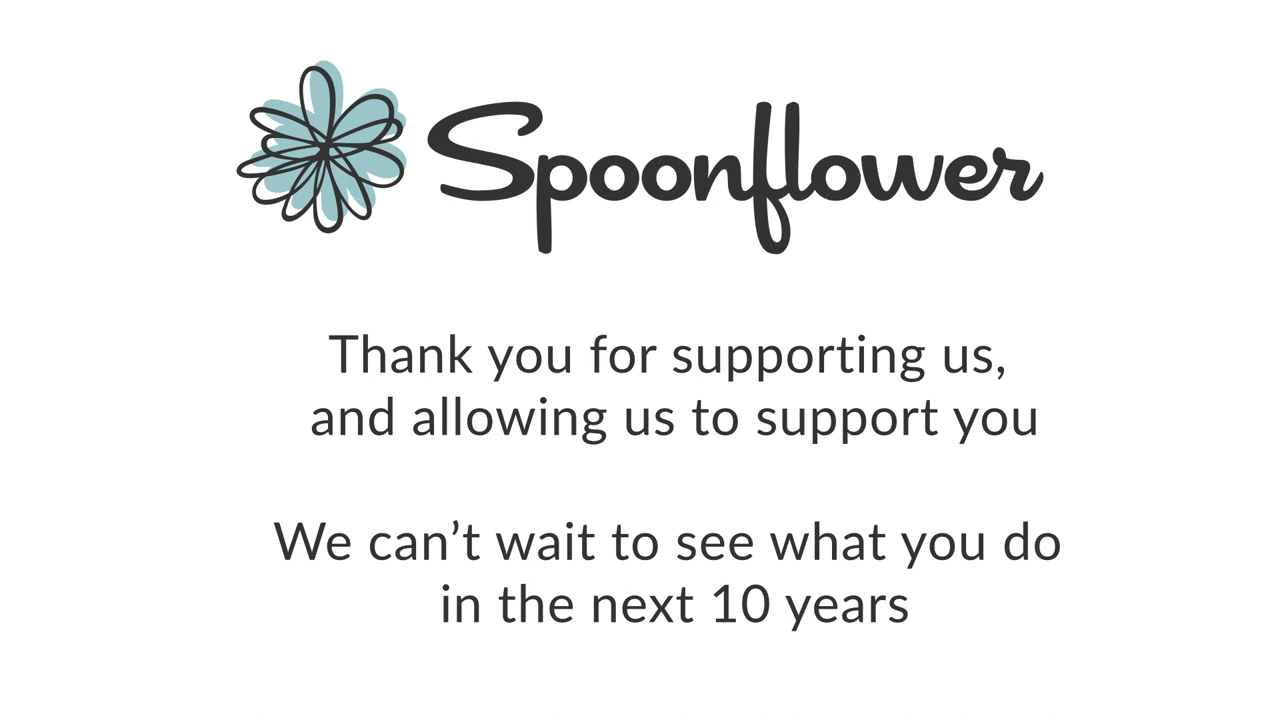 Spoonflower
Thank you for supporting us,
and allowing us to support you
We can’t wait to see what you do
in the next 10 years